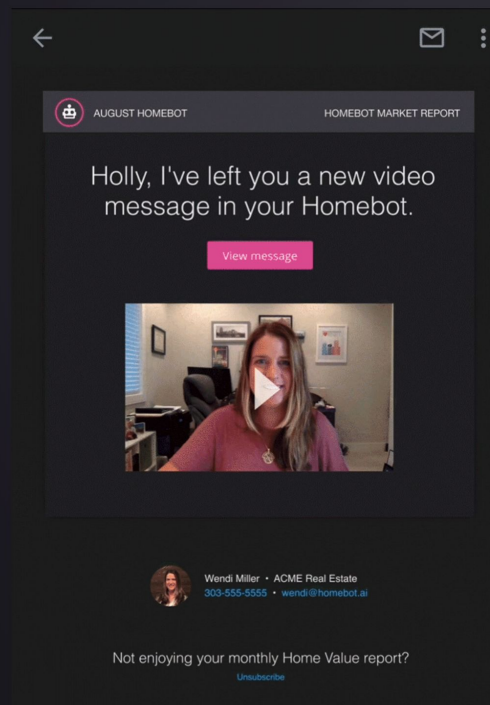 AUGUST HOMEBOT
HOMEBOT MARKET REPORT
Holly, I've left you a new video
message in your Homebot.
View message
Wendi Miller • ACME Real Estate
303-555-5555 • wendi@homebot.ai
Not enjoying your monthly Home Value report?
Unsubscribe